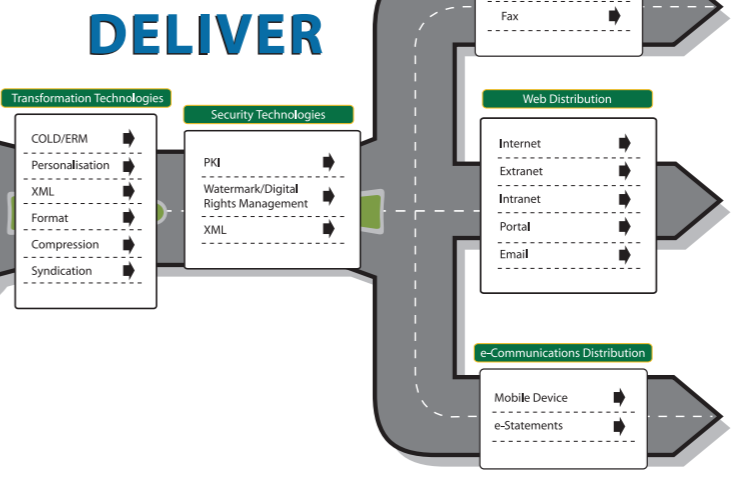 DELIVER
Fax
Transformation Technologies
COLD/ERM
Personalisation
XML
Format
Compression
Syndication
Security Technologies
PKI
Watermark/Digital
Rights Management
XML
Web Distribution
Internet
Extranet
Intranet
Portal
Email
e-Communications Distribution
Mobile Device
e-Statements